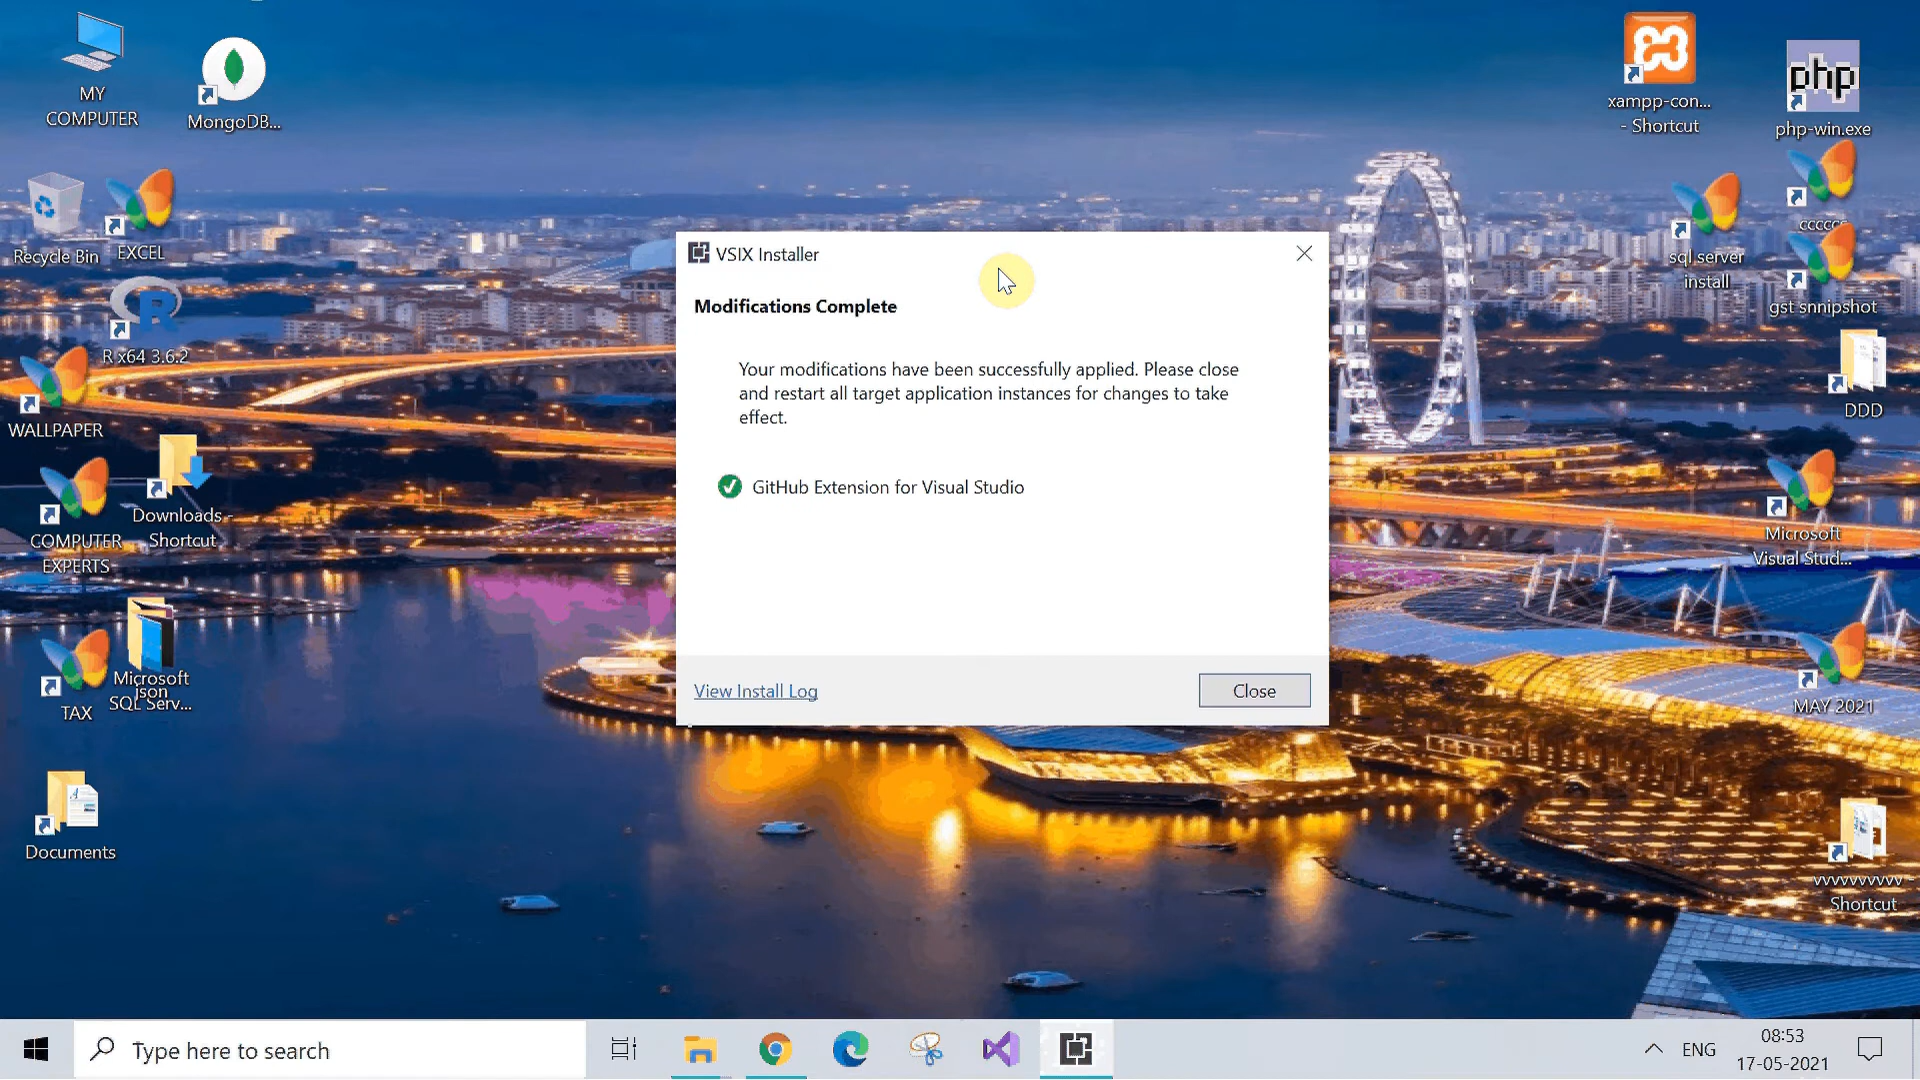 MY
COMPUTER
MongoDB...
xampp-con...
- Shortcut
php
php-win.exe
Recycle Bin
EXCEL
R x64 3.6.2
WALLPAPER
Downloads -
Shortcut
COMPUTER
EXPERTS
TAX
Microsoft
json
SQL Serv...
Documents
VSIX Installer
Modifications Complete
Your modifications have been successfully applied. Please close
and restart all target application instances for changes to take
effect.
GitHub Extension for Visual Studio
View Install Log
Close
sql server
install
gst snnipshot
DDD
Microsoft
Visual Stud...
MAY 2021
Shortcut
Type here to search
ENG
08:53
17-05-2021